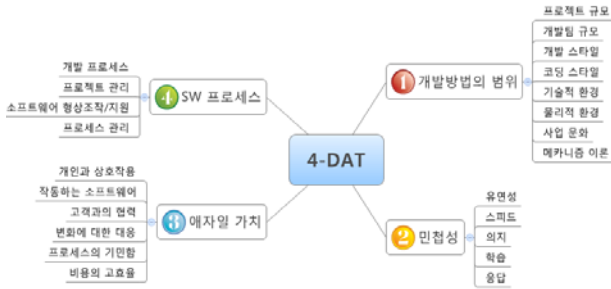 4-DAT
1 개발방법의 범위
프로젝트 규모
개발팀 규모
개발 스타일
코딩 스타일
기술적 환경
물리적 환경
사업 문화
메카니즘 이론
2 민첩성
유연성
스피드
의지
학습
응답
3 애자일 가치
개인과 상호작용
작동하는 소프트웨어
고객과의 협력
변화에 대한 대응
프로세스의 기민함
비용의 고효율
4 SW 프로세스
개발 프로세스
프로젝트 관리
소프트웨어 형상조작/지원
프로세스 관리